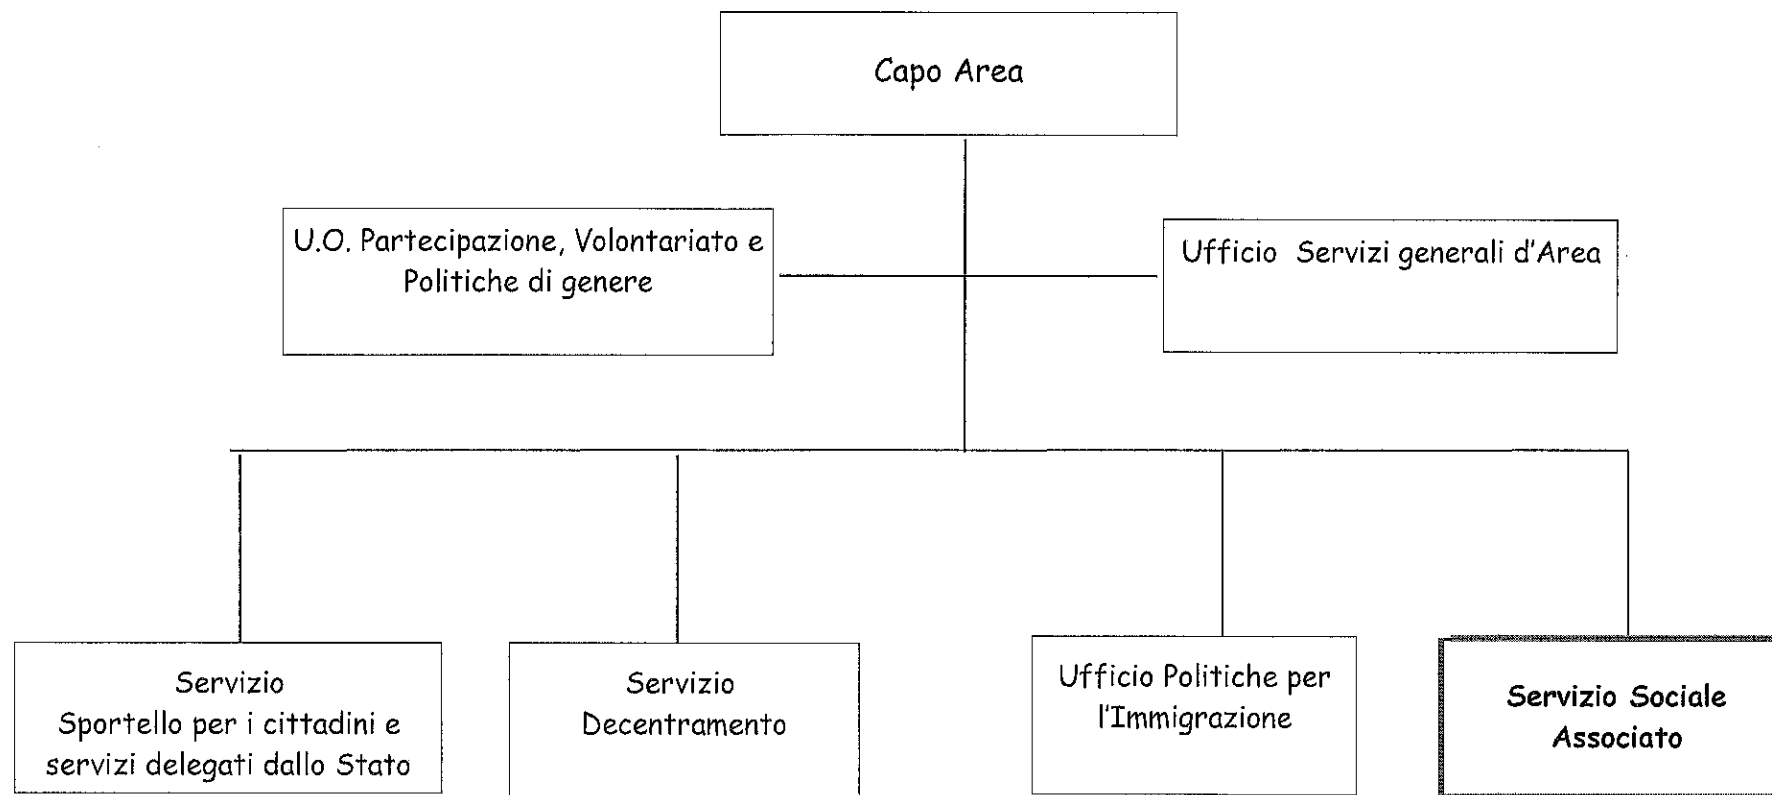 Capo Area
U.O. Partecipazione, Volontariato e
Politiche di genere
Ufficio Servizi generali d'Area
Servizio
Sportello per i cittadini e
servizi delegati dallo Stato
Servizio
Decentramento
Ufficio Politiche per
l'Immigrazione
Servizio Sociale
Associato